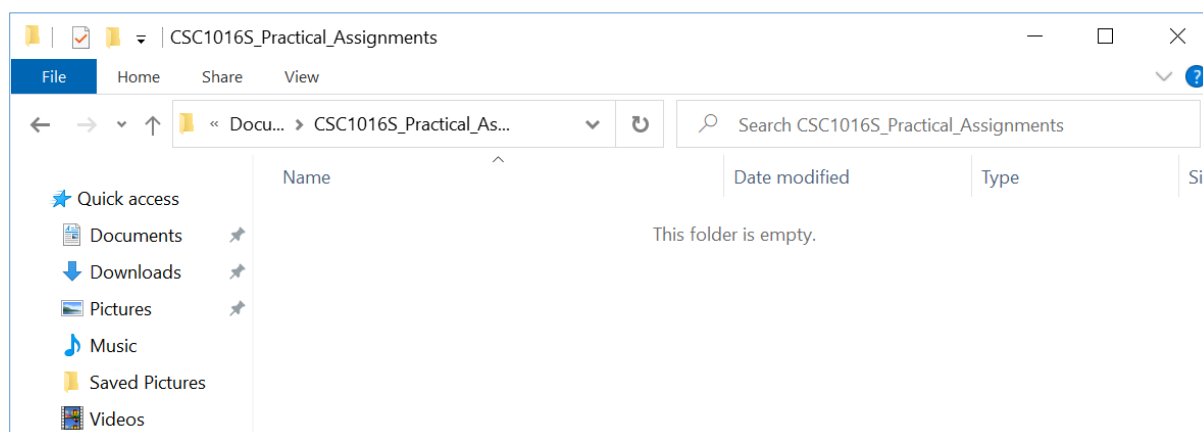 CSC1016S_Practical_Assignments
File Home Share View ?
« Docu... > CSC1016S_Practical_As... Search CSC1016S_Practical_Assignments
Name Date modified Type Si
Quick access
This folder is empty.
Documents
Downloads
Pictures
Music
Saved Pictures
Videos